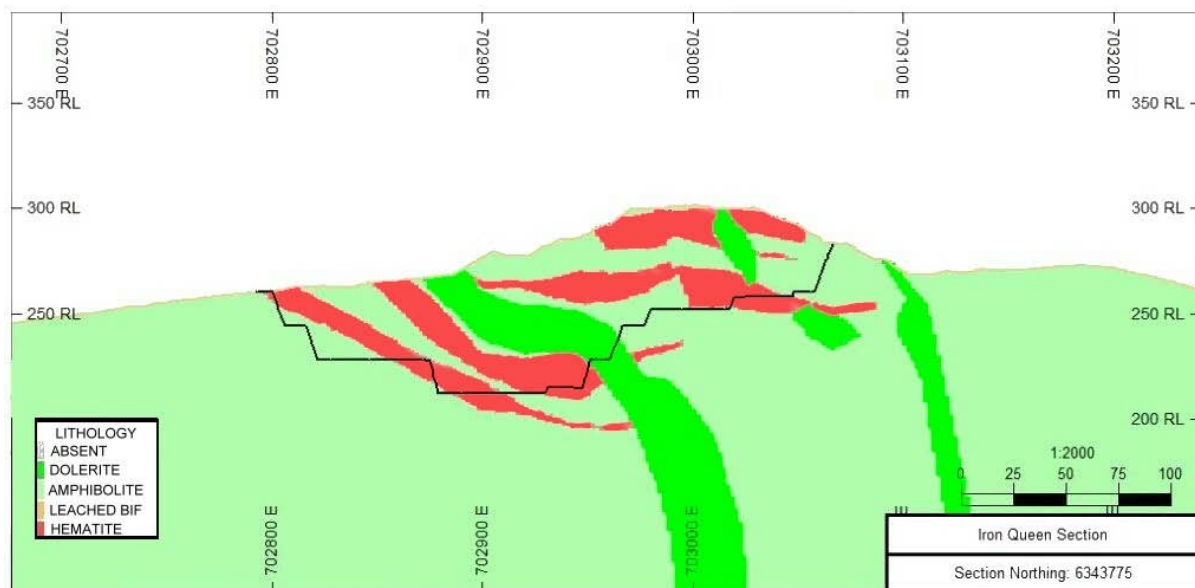 702700 E
702800 E
702900 E
703000 E
703100 E
703200 E
350 RL
350 RL
300 RL
300 RL
250 RL
250 RL
200 RL
200 RL
LITHOLOGY
ABSENT
DOLERITE
AMPHIBOLITE
LEACHED BIF
HEMATITE
1:2000
0 25 50 75 100
702800 E
702900 E
703000 E
Iron Queen Section
Section Northing: 6343775